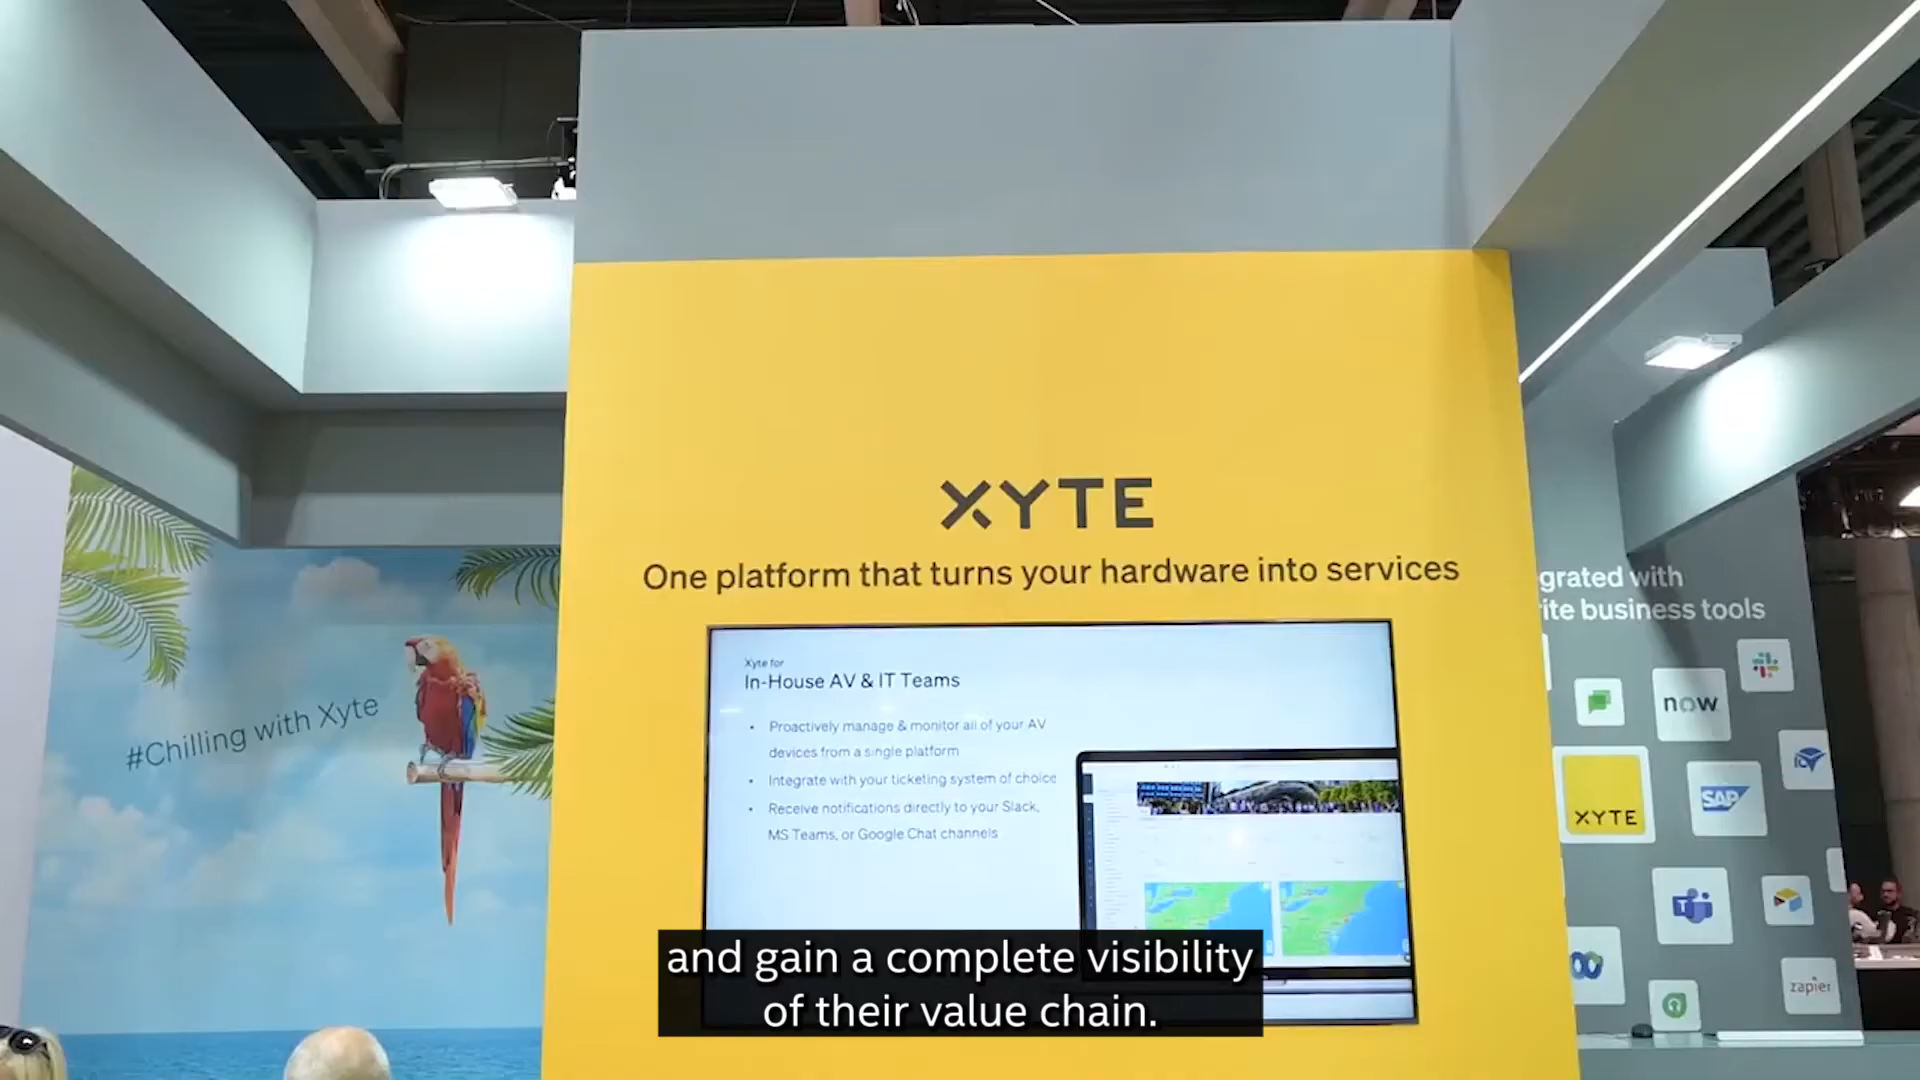 XYTE
One platform that turns your hardware into services
Xyte for
In-House AV & IT Teams
• Proactively manage & monitor all of your AV
devices from a single platform
• Integrate with your ticketing system of choice
• Receive notifications directly to your Slack,
MS Teams, or Google Chat channels
#Chilling with Xyte
grated with
ite business tools
now
XYTE
SAP
T
zapier
and gain a complete visibility
of their value chain.